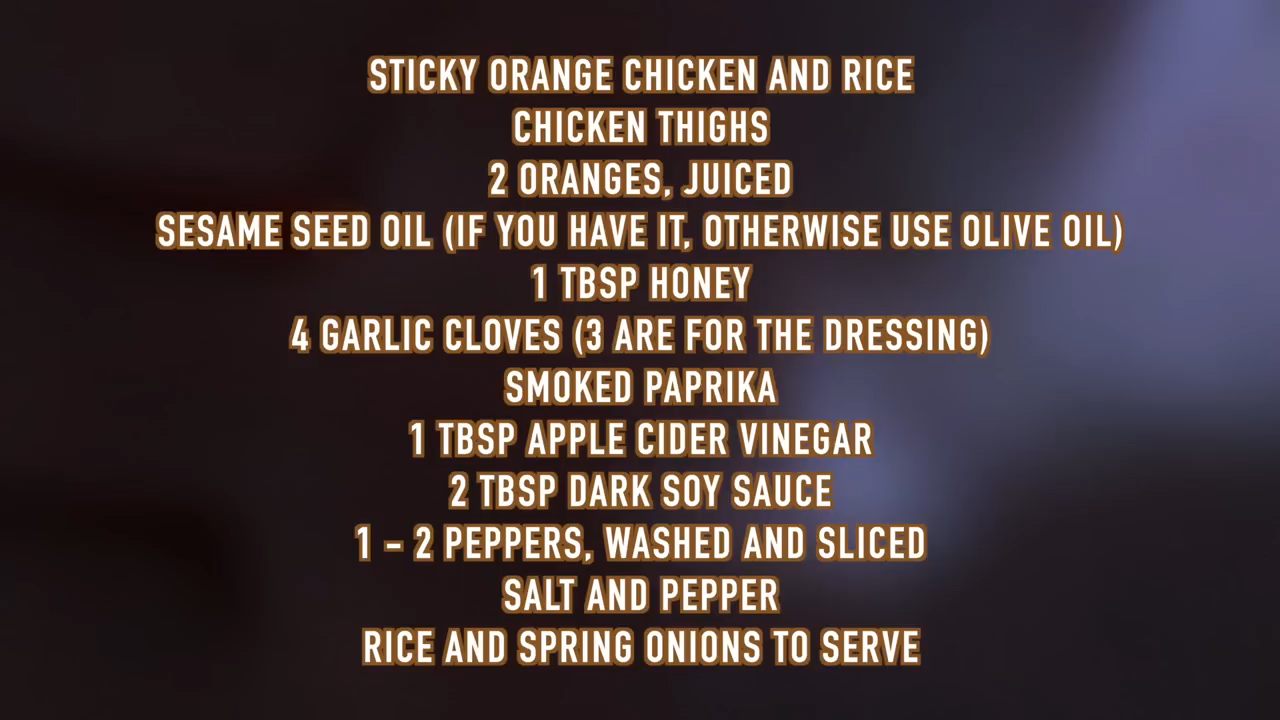 STICKY ORANGE CHICKEN AND RICE
CHICKEN THIGHS
2 ORANGES, JUICED
SESAME SEED OIL (IF YOU HAVE IT, OTHERWISE USE OLIVE OIL)
1 TBSP HONEY
4 GARLIC CLOVES (3 ARE FOR THE DRESSING)
SMOKED PAPRIKA
1 TBSP APPLE CIDER VINEGAR
2 TBSP DARK SOY SAUCE
1 – 2 PEPPERS, WASHED AND SLICED
SALT AND PEPPER
RICE AND SPRING ONIONS TO SERVE